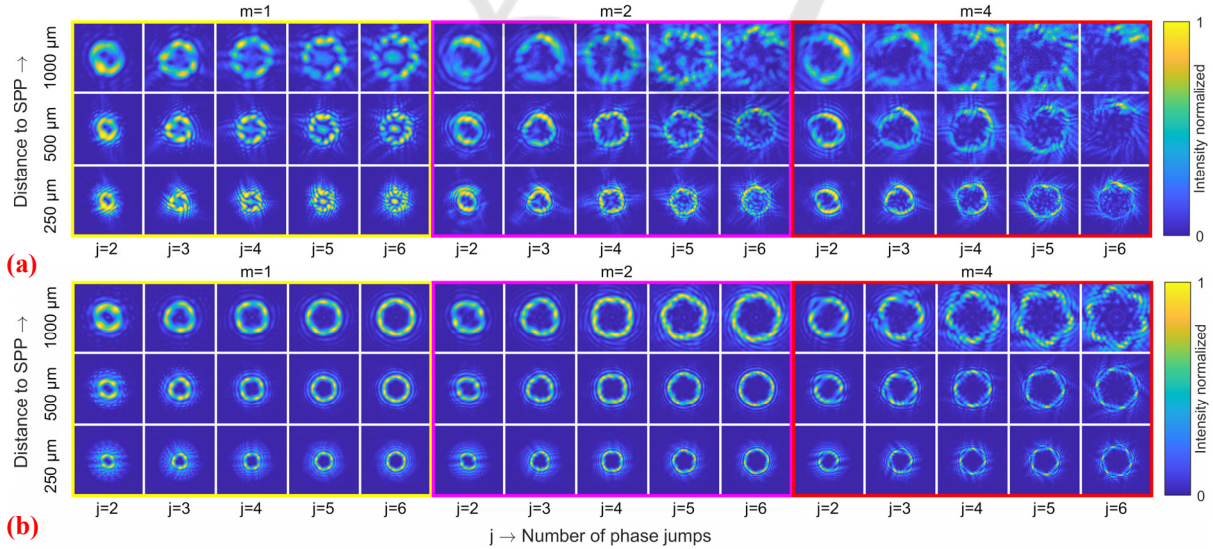 m=1 m=2 m=4
Distance to SPP →
1000 μm
500 μm
250 μm
j=2 j=3 j=4 j=5 j=6 j=2 j=3 j=4 j=5 j=6 j=2 j=3 j=4 j=5 j=6
1
Intensity normalized
0
(a)
m=1 m=2 m=4
Distance to SPP →
1000 μm
500 μm
250 μm
j=2 j=3 j=4 j=5 j=6 j=2 j=3 j=4 j=5 j=6 j=2 j=3 j=4 j=5 j=6
1
Intensity normalized
0
(b)
j → Number of phase jumps